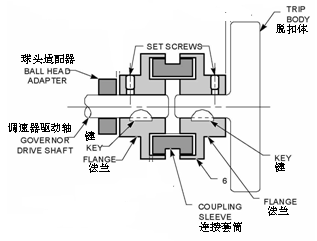 TRIP
BODY
脱扣体
SET SCREWS
球头适配器
BALL HEAD
ADAPTER
调速器驱动轴
GOVERNOR
DRIVE SHAFT
键
KEY
FLANGE
法兰
KEY
键
6
FLANGE
法兰
COUPLING
SLEEVE
连接套筒